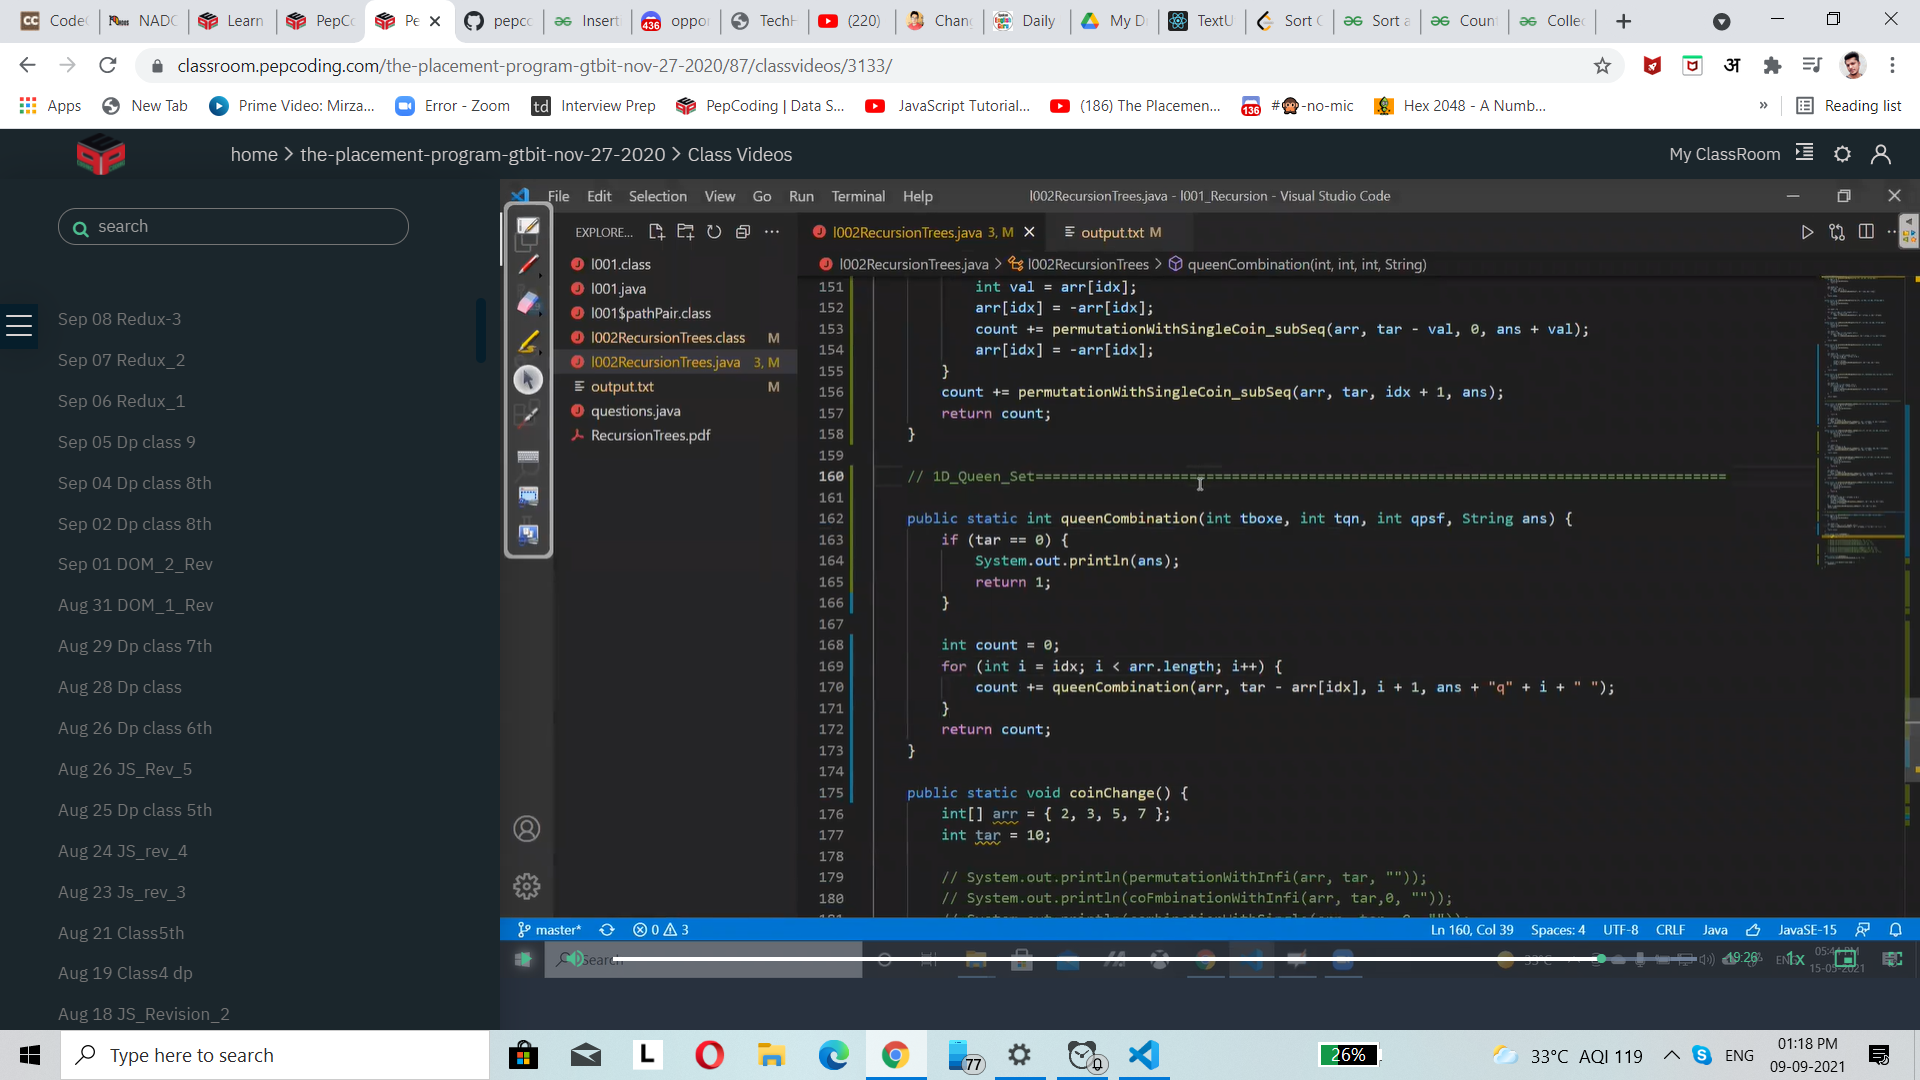 CodeC
NADC
Learn
PepCo
Pe
pepco
Insert
oppor
TechH
(220)
Chang
Daily
My Dr
TextU
Sort C
Sort a
Coun
Collec
classroom.pepcoding.com/the-placement-program-gtbit-nov-27-2020/87/classvideos/3133/
Apps
New Tab
Prime Video: Mirza...
Error - Zoom
td Interview Prep
PepCoding | Data S...
JavaScript Tutorial...
(186) The Placemen...
#🙊-no-mic
Hex 2048 - A Numb...
»
Reading list
home > the-placement-program-gtbit-nov-27-2020 > Class Videos
My ClassRoom
search
Sep 08 Redux-3
Sep 07 Redux_2
Sep 06 Redux_1
Sep 05 Dp class 9
Sep 04 Dp class 8th
Sep 02 Dp class 8th
Sep 01 DOM_2_Rev
Aug 31 DOM_1_Rev
Aug 29 Dp class 7th
Aug 28 Dp class
Aug 26 Dp class 6th
Aug 26 JS_Rev_5
Aug 25 Dp class 5th
Aug 24 JS_rev_4
Aug 23 Js_rev_3
Aug 21 Class5th
Aug 19 Class4 dp
Aug 18 JS_Revision_2
File Edit Selection View Go Run Terminal Help
l002RecursionTrees.java - l001_Recursion - Visual Studio Code
EXPLORE...
l001.class
l001.java
l001$pathPair.class
l002RecursionTrees.class M
l002RecursionTrees.java 3, M
output.txt M
questions.java
RecursionTrees.pdf
l002RecursionTrees.java 3, M
output.txt M
l002RecursionTrees.java > l002RecursionTrees > queenCombination(int, int, int, String)
151 int val = arr[idx];
152 arr[idx] = -arr[idx];
153 count += permutationWithSingleCoin_subSeq(arr, tar - val, 0, ans + val);
154 arr[idx] = -arr[idx];
155 }
156 count += permutationWithSingleCoin_subSeq(arr, tar, idx + 1, ans);
157 return count;
158 }
159
160 // 1D_Queen_Set=================================================================================
161
162 public static int queenCombination(int tboxe, int tqn, int qpsf, String ans) {
163 if (tar == 0) {
164 System.out.println(ans);
165 return 1;
166 }
167
168 int count = 0;
169 for (int i = idx; i < arr.length; i++) {
170 count += queenCombination(arr, tar - arr[idx], i + 1, ans + "q" + i + " ");
171 }
172 return count;
173 }
174
175 public static void coinChange() {
176 int[] arr = { 2, 3, 5, 7 };
177 int tar = 10;
178
179 // System.out.println(permutationWithInfi(arr, tar, ""));
180 // System.out.println(coFmbinationWithInfi(arr, tar,0, ""));
master*
0 3
Ln 160, Col 39
Spaces: 4
UTF-8
CRLF
Java
JavaSE-15
Search
33°C
-19:26
1x
15-05-2021
Type here to search
77
26%
33°C AQI 119
ENG
01:18 PM
09-09-2021